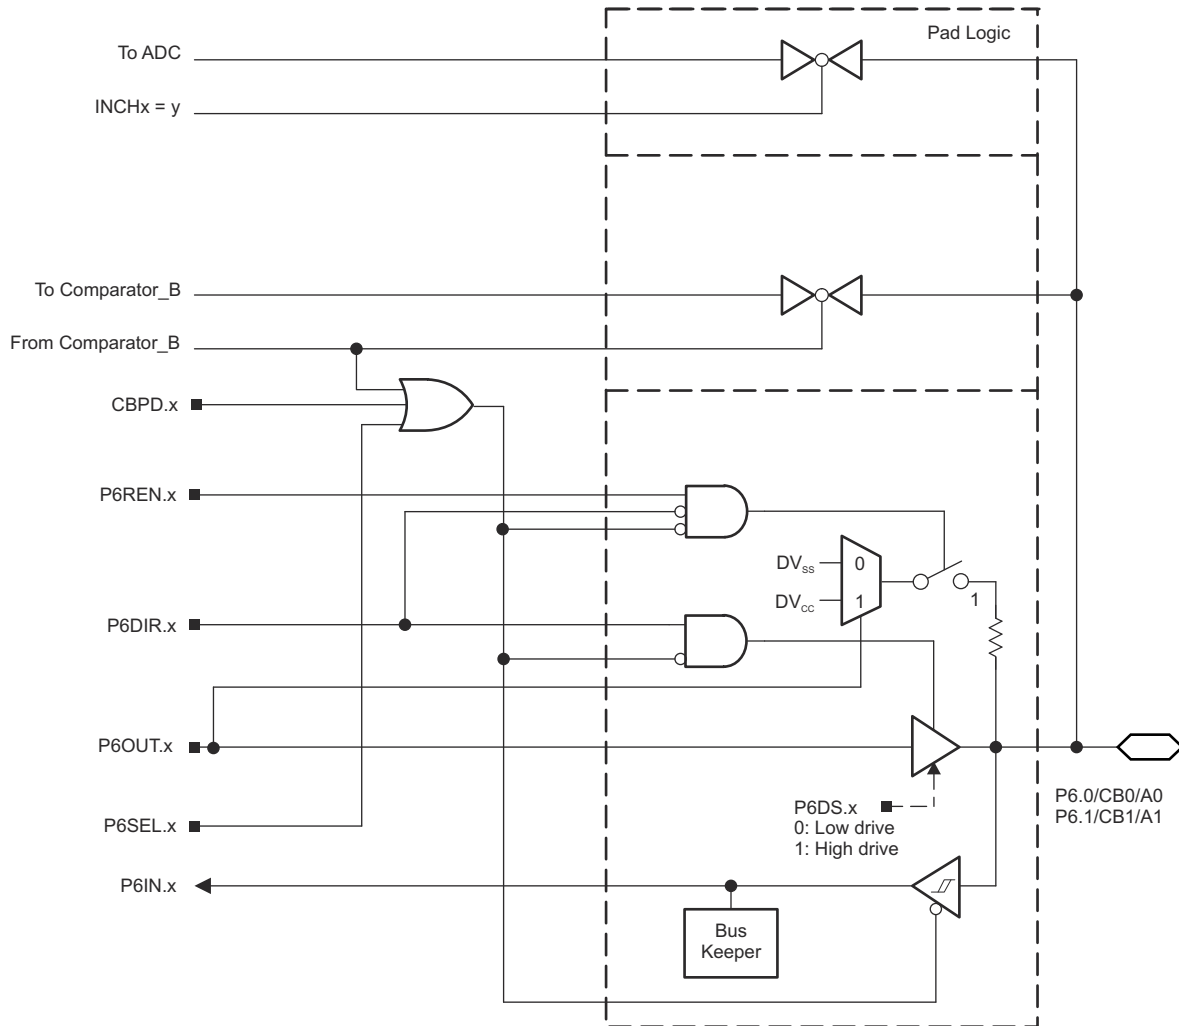 Pad Logic
To ADC
INCHx = y
To Comparator_B
From Comparator_B
CBPD.x
P6REN.x
DVss
0
DVcc
1
1
P6DIR.x
P6OUT.x
P6DS.x
0: Low drive
1: High drive
P6.0/CB0/A0
P6.1/CB1/A1
P6SEL.x
P6IN.x
Bus
Keeper